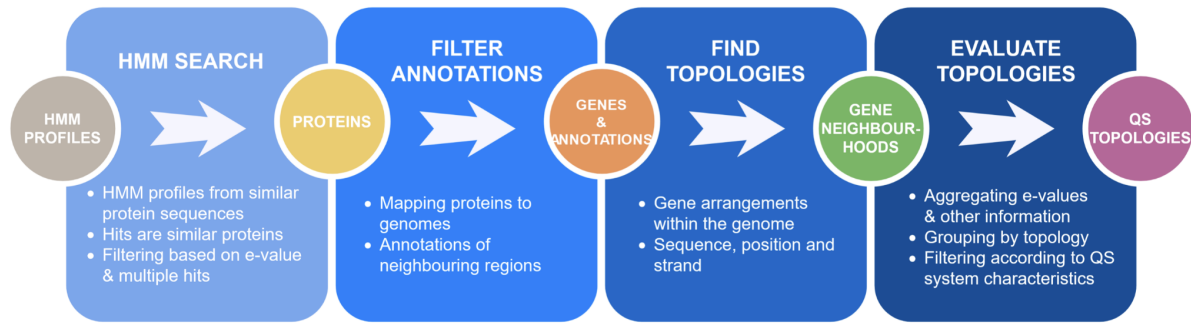 HMM SEARCH
HMM
PROFILES
PROTEINS
• HMM profiles from similar
protein sequences
• Hits are similar proteins
• Filtering based on e-value
& multiple hits
FILTER
ANNOTATIONS
GENES
&
ANNOTATIONS
• Mapping proteins to
genomes
• Annotations of
neighbouring regions
FIND
TOPOLOGIES
GENE
NEIGHBOUR-
HOODS
• Gene arrangements
within the genome
• Sequence, position and
strand
EVALUATE
TOPOLOGIES
QS
TOPOLOGIES
• Aggregating e-values
& other information
• Grouping by topology
• Filtering according to QS
system characteristics